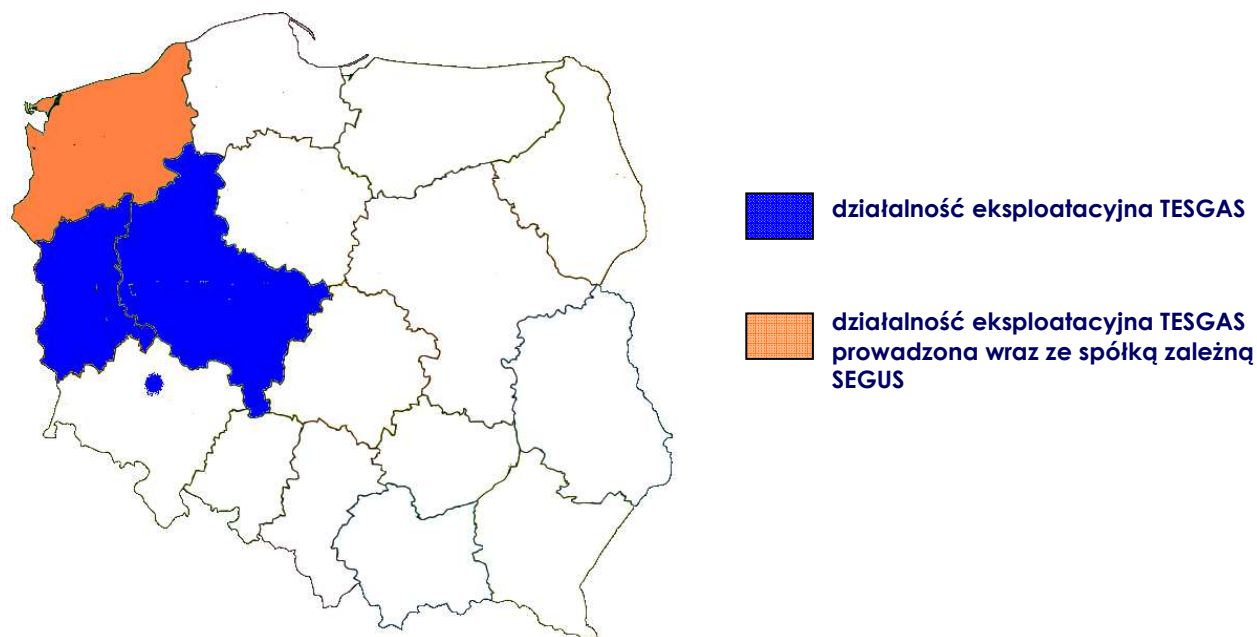 działalność eksploatacyjna TESGAS
działalność eksploatacyjna TESGAS
prowadzona wraz ze spółką zależną
SEGUS